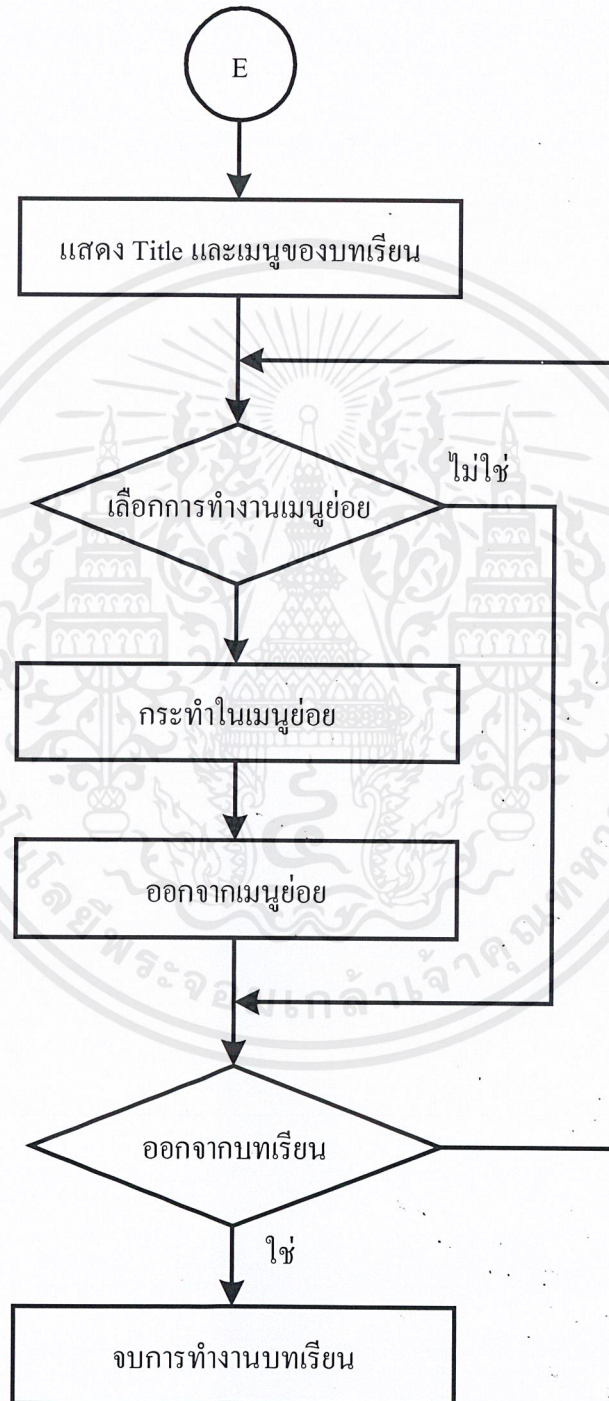 E
แสดง Title และเมนูของบทเรียน
ไม่ใช่
เลือกการทำงานเมนูย่อย
กระทำในเมนูย่อย
ออกจากเมนูย่อย
ออกจากบทเรียน
ใช่
จบการทำงานบทเรียน